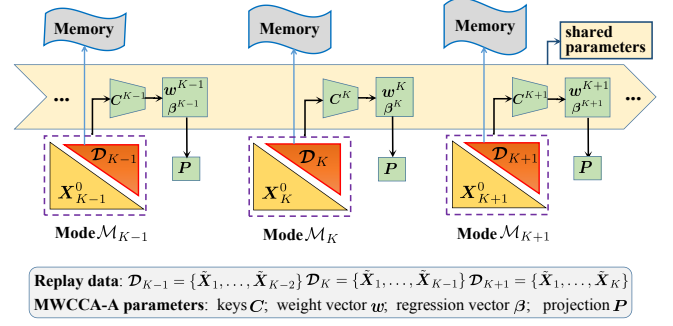 Memory Memory Memory
shared
parameters
... C^{K-1} w^{K-1} β^{K-1} C^K w^K β^K C^{K+1} w^{K+1} β^{K+1} ...
𝓓_{K-1} 𝓓_K 𝓓_{K+1}
P P P
X^0_{K-1} X^0_K X^0_{K+1}
Mode 𝓜_{K-1} Mode 𝓜_K Mode 𝓜_{K+1}
Replay data: 𝓓_{K-1} = {X̃_1, ..., X̃_{K-2}} 𝓓_K = {X̃_1, ..., X̃_{K-1}} 𝓓_{K+1} = {X̃_1, ..., X̃_K}
MWCCA-A parameters: keys C; weight vector w; regression vector β; projection P